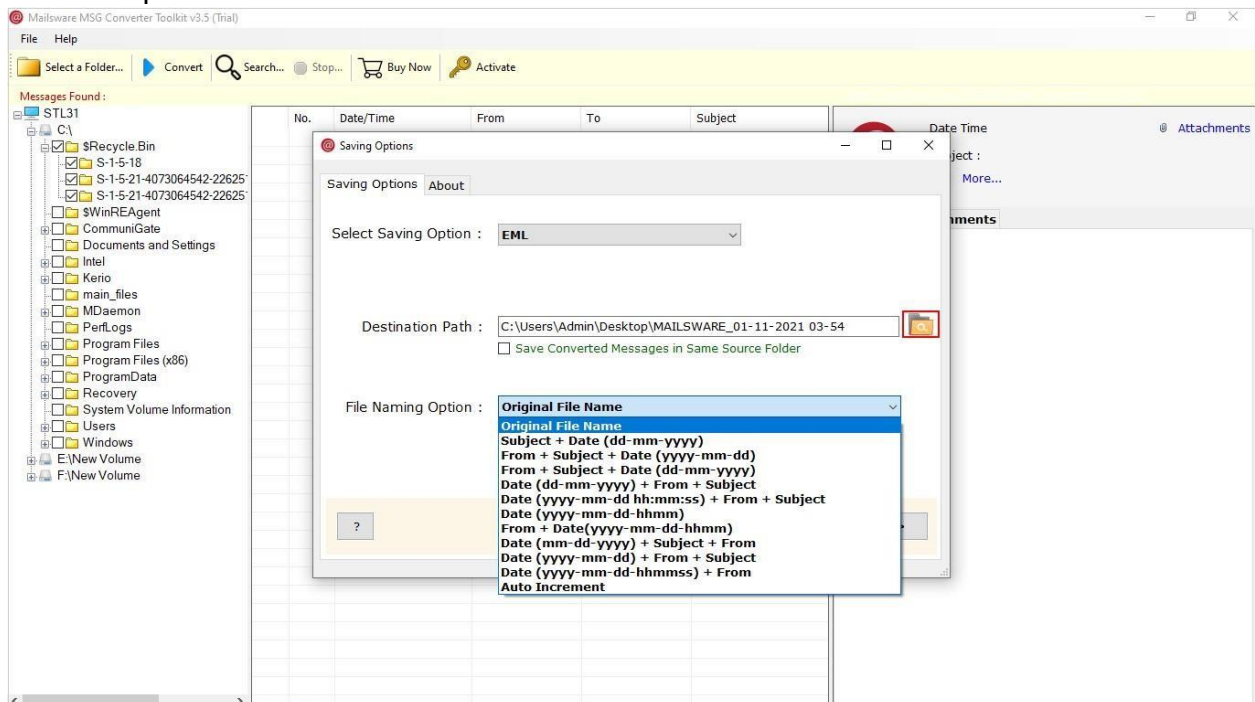 Mailsware MSG Converter Toolkit v3.5 (Trial)
File Help
Select a Folder... Convert Search... Stop... Buy Now Activate
Messages Found :
STL31
C:\
$Recycle.Bin
S-1-5-18
S-1-5-21-4073064542-22625
S-1-5-21-4073064542-22625
$WinREAgent
CommuniGate
Documents and Settings
Intel
Kerio
main_files
MDaemon
PerfLogs
Program Files
Program Files (x86)
ProgramData
Recovery
System Volume Information
Users
Windows
E:\New Volume
F:\New Volume
No. Date/Time From To Subject
Date Time Attachments
ject :
More...
Saving Options
Saving Options About
Select Saving Option : EML
Destination Path : C:\Users\Admin\Desktop\MAILSWARE_01-11-2021 03-54
Save Converted Messages in Same Source Folder
File Naming Option : Original File Name
Original File Name
Subject + Date (dd-mm-yyyy)
From + Subject + Date (yyyy-mm-dd)
From + Subject + Date (dd-mm-yyyy)
Date (dd-mm-yyyy) + From + Subject
Date (yyyy-mm-dd hh:mm:ss) + From + Subject
Date (yyyy-mm-dd-hhmm)
From + Date(yyyy-mm-dd-hhmm)
Date (mm-dd-yyyy) + Subject + From
Date (yyyy-mm-dd) + From + Subject
Date (yyyy-mm-dd-hhmmss) + From
Auto Increment
?